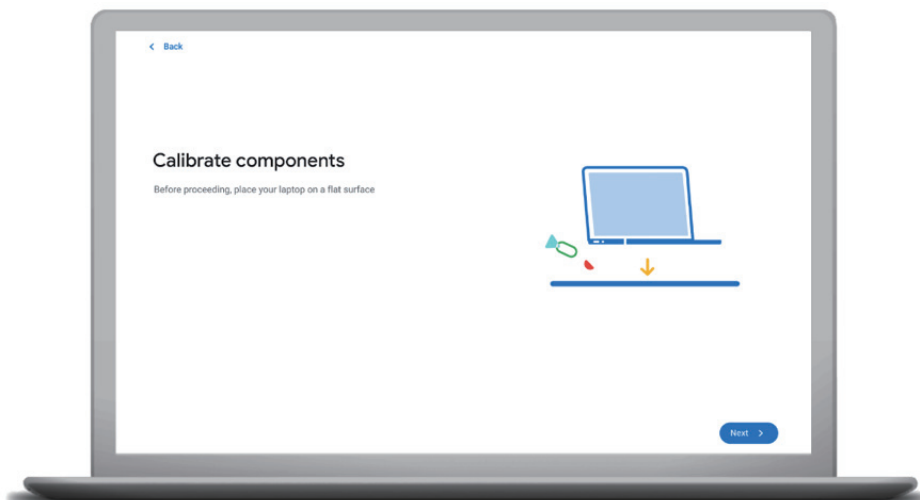 Back
Calibrate components
Before proceeding, place your laptop on a flat surface
Next